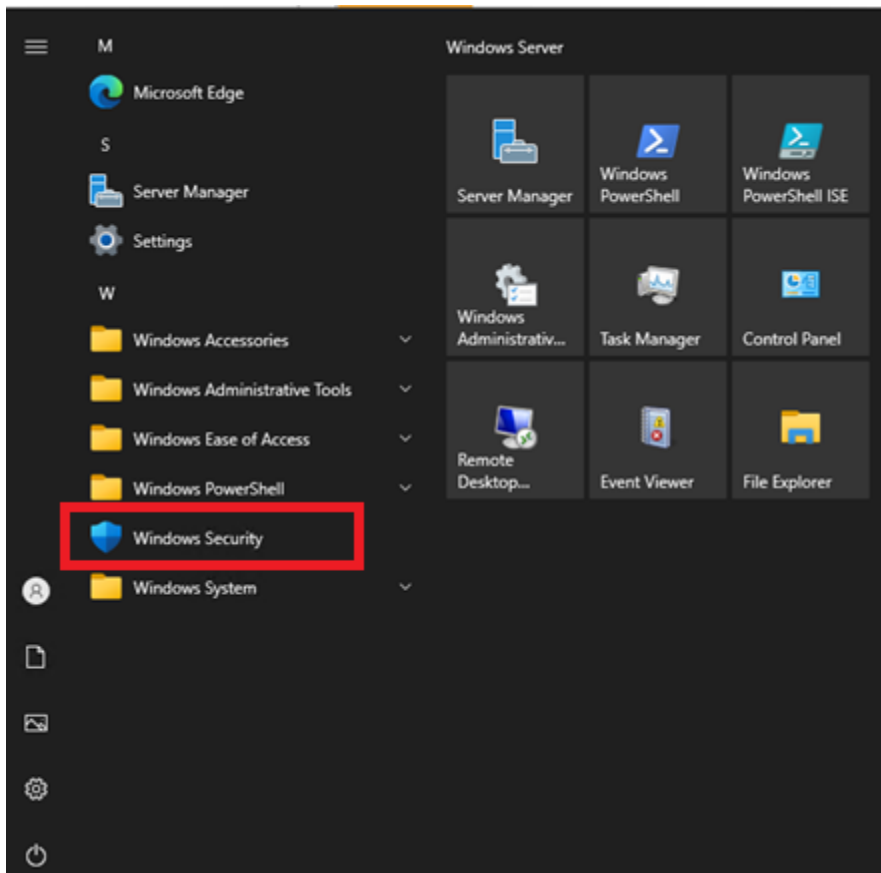 M
Microsoft Edge
S
Server Manager
Settings
W
Windows Accessories
Windows Administrative Tools
Windows Ease of Access
Windows PowerShell
Windows Security
Windows System
Windows Server
Server Manager
Windows
PowerShell
Windows
PowerShell ISE
Windows
Administrativ...
Task Manager
Control Panel
Remote
Desktop...
Event Viewer
File Explorer